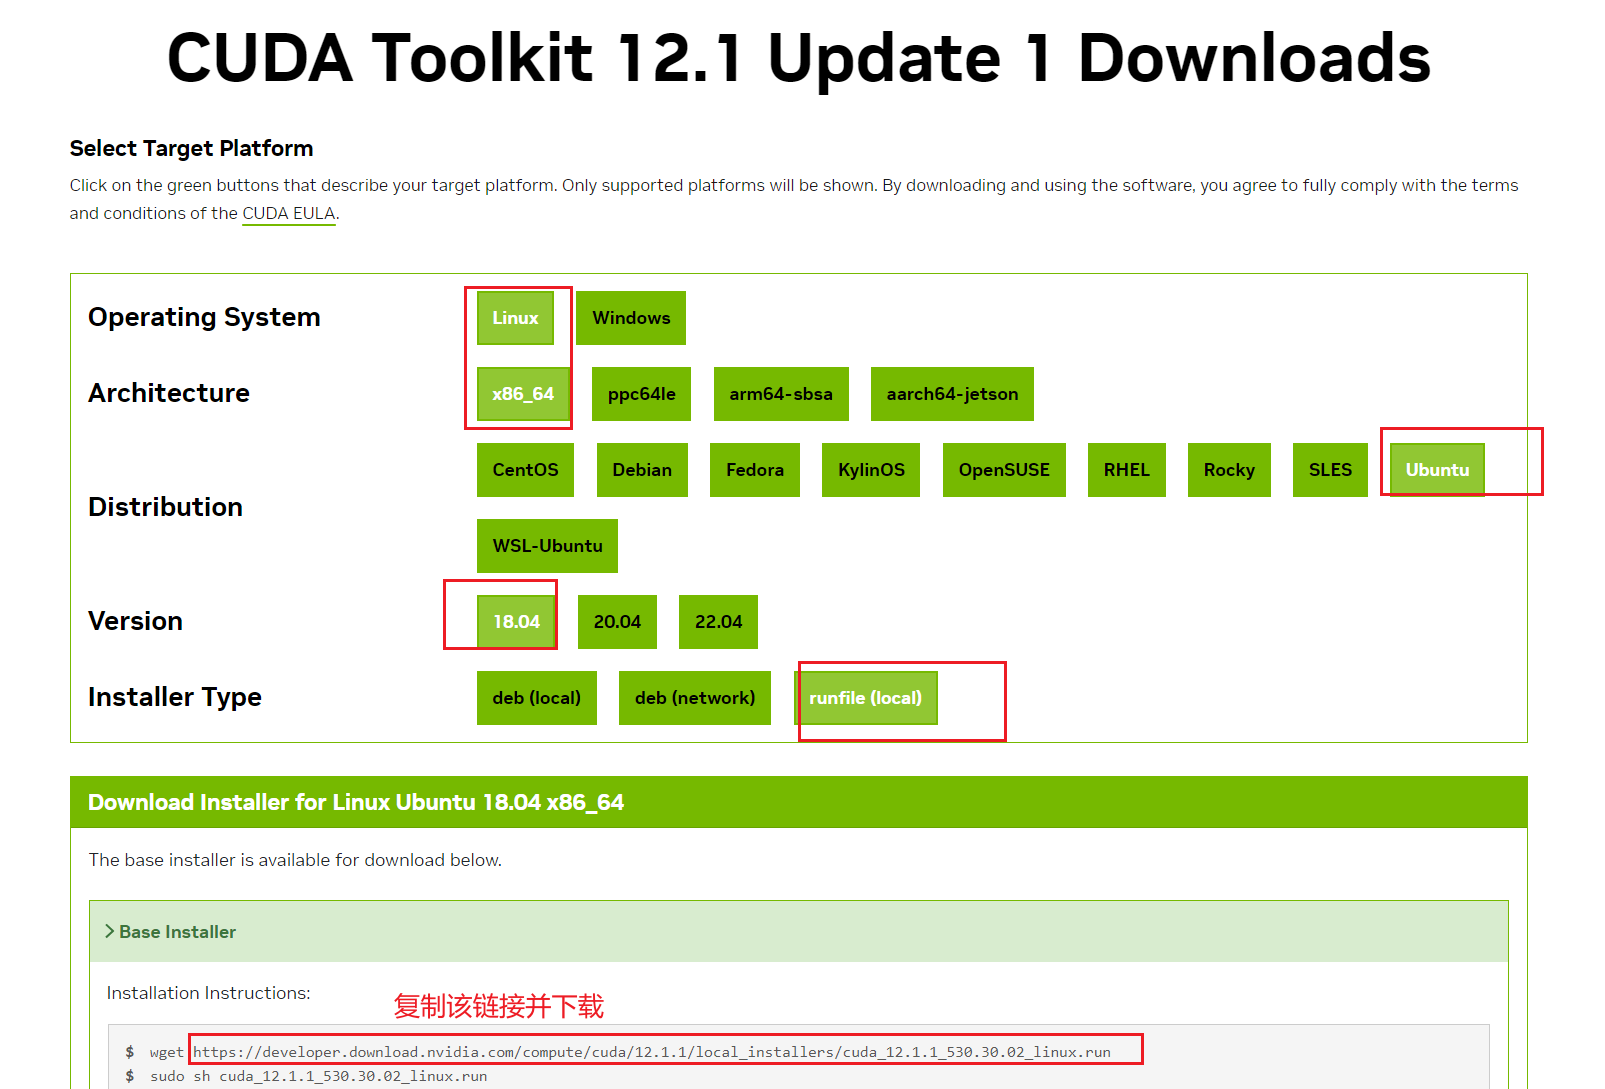 CUDA Toolkit 12.1 Update 1 Downloads
Select Target Platform
Click on the green buttons that describe your target platform. Only supported platforms will be shown. By downloading and using the software, you agree to fully comply with the terms
and conditions of the CUDA EULA.
Operating System Linux Windows
Architecture x86_64 ppc64le arm64-sbsa aarch64-jetson
CentOS Debian Fedora KylinOS OpenSUSE RHEL Rocky SLES Ubuntu
Distribution
WSL-Ubuntu
Version 18.04 20.04 22.04
Installer Type deb (local) deb (network) runfile (local)
Download Installer for Linux Ubuntu 18.04 x86_64
The base installer is available for download below.
Base Installer
Installation Instructions:
复制该链接并下载
$ wget https://developer.download.nvidia.com/compute/cuda/12.1.1/local_installers/cuda_12.1.1_530.30.02_linux.run
$ sudo sh cuda_12.1.1_530.30.02_linux.run